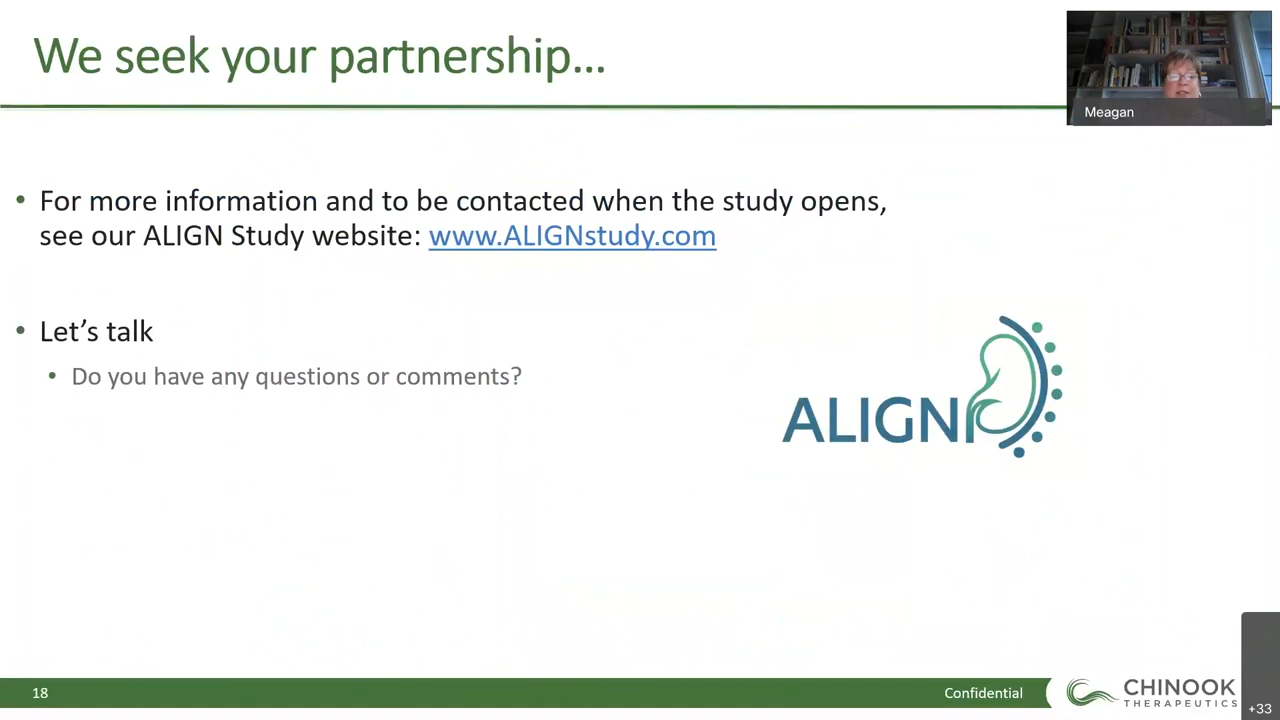 We seek your partnership…
Meagan
• For more information and to be contacted when the study opens,
see our ALIGN Study website: www.ALIGNstudy.com
• Let’s talk
• Do you have any questions or comments?
ALIGN
18
Confidential
CHINOOK
THERAPEUTICS
+33